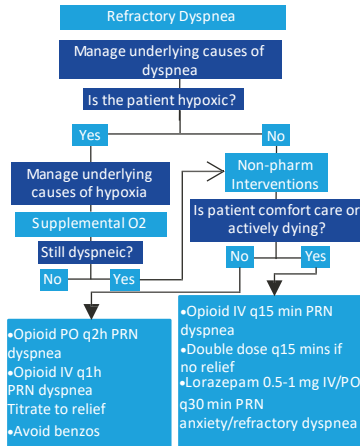 Refractory Dyspnea
Manage underlying causes of
dyspnea
Is the patient hypoxic?
Yes
No
Manage underlying
causes of hypoxia
Non-pharm
Interventions
Supplemental O2
Is patient comfort care or
actively dying?
Still dyspneic?
No
Yes
No
Yes
•Opioid PO q2h PRN
dyspnea
•Opioid IV q1h
PRN dyspnea
Titrate to relief
•Avoid benzos
•Opioid IV q15 min PRN
dyspnea
•Double dose q15 mins if
no relief
•Lorazepam 0.5-1 mg IV/PO
q30 min PRN
anxiety/refractory dyspnea